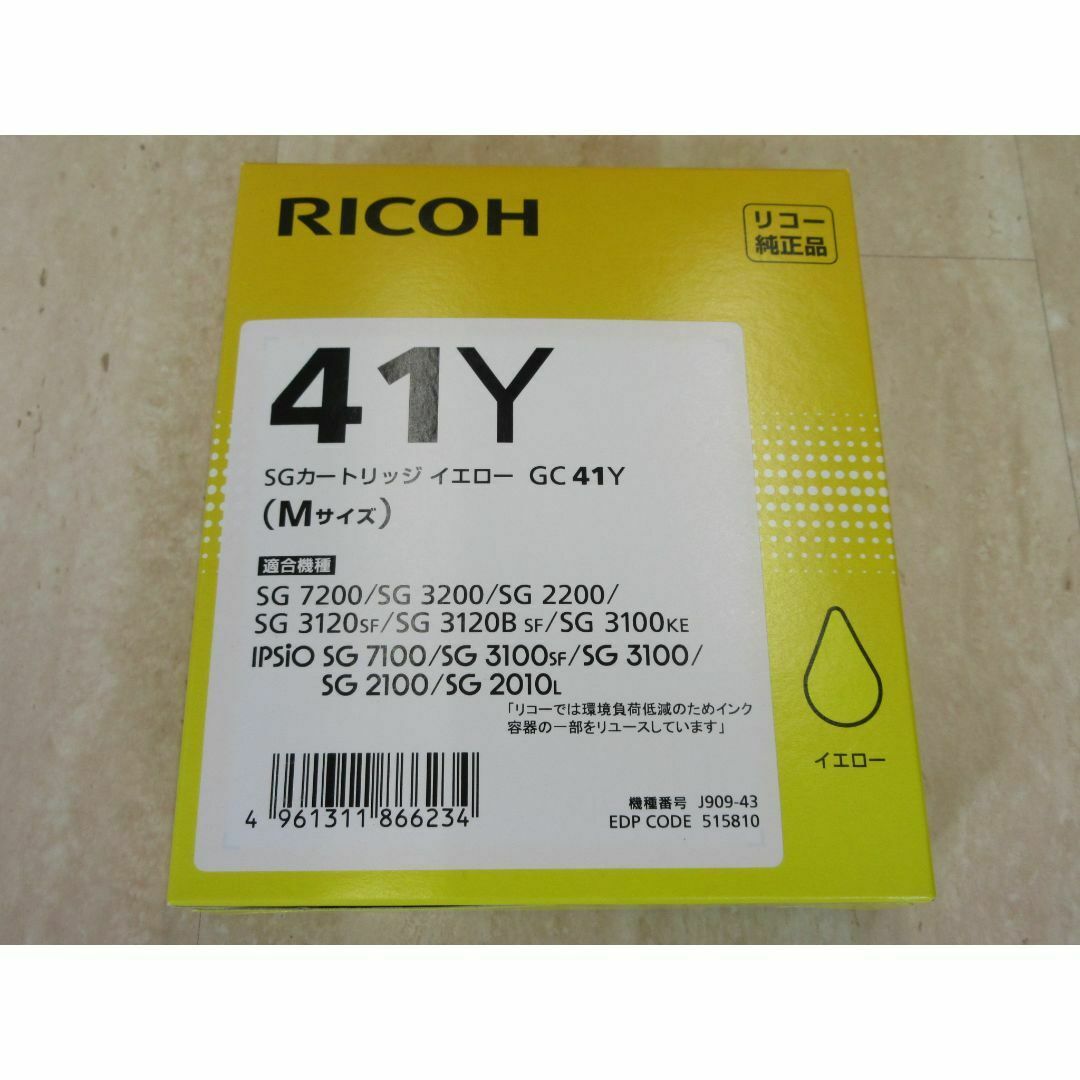 RICOH
リコー
純正品
41Y
SGカートリッジ イエロー GC 41Y
(Mサイズ)
適合機種
SG 7200/SG 3200/SG 2200/
SG 3120SF/SG 3120B SF/SG 3100KE
IPSiO SG 7100/SG 3100SF/SG 3100/
SG 2100/SG 2010L
「リコーでは環境負荷低減のためインク
容器の一部をリユースしています」
イエロー
機種番号 J909-43
EDP CODE 515810
4 961311 866234